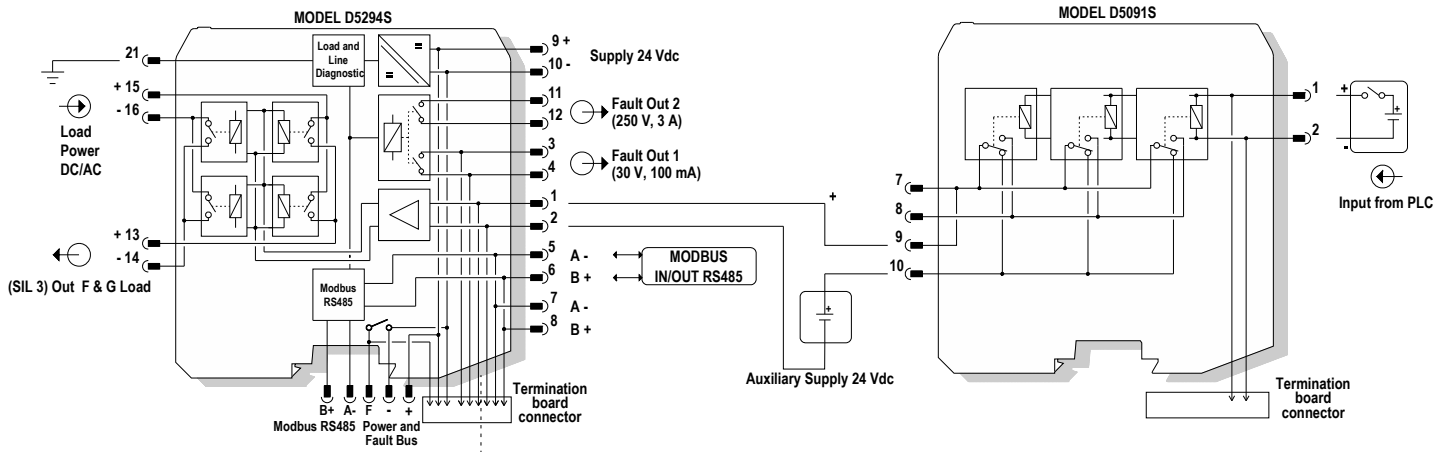 MODEL D5294S
21
+ 15
- 16
Load
Power
DC/AC
+ 13
- 14
(SIL 3) Out F & G Load
Load and
Line
Diagnostic
=
=
Modbus
RS485
9 +
10 -
Supply 24 Vdc
11
12
Fault Out 2
(250 V, 3 A)
3
4
Fault Out 1
(30 V, 100 mA)
1
2
5 A -
6 B +
MODBUS
IN/OUT RS485
7 A -
8 B +
B+ A- F - +
Modbus RS485 Power and
Fault Bus
Termination
board
connector
+
+
Auxiliary Supply 24 Vdc
MODEL D5091S
7
8
9
10
1
2
+
+
-
Input from PLC
Termination
board
connector